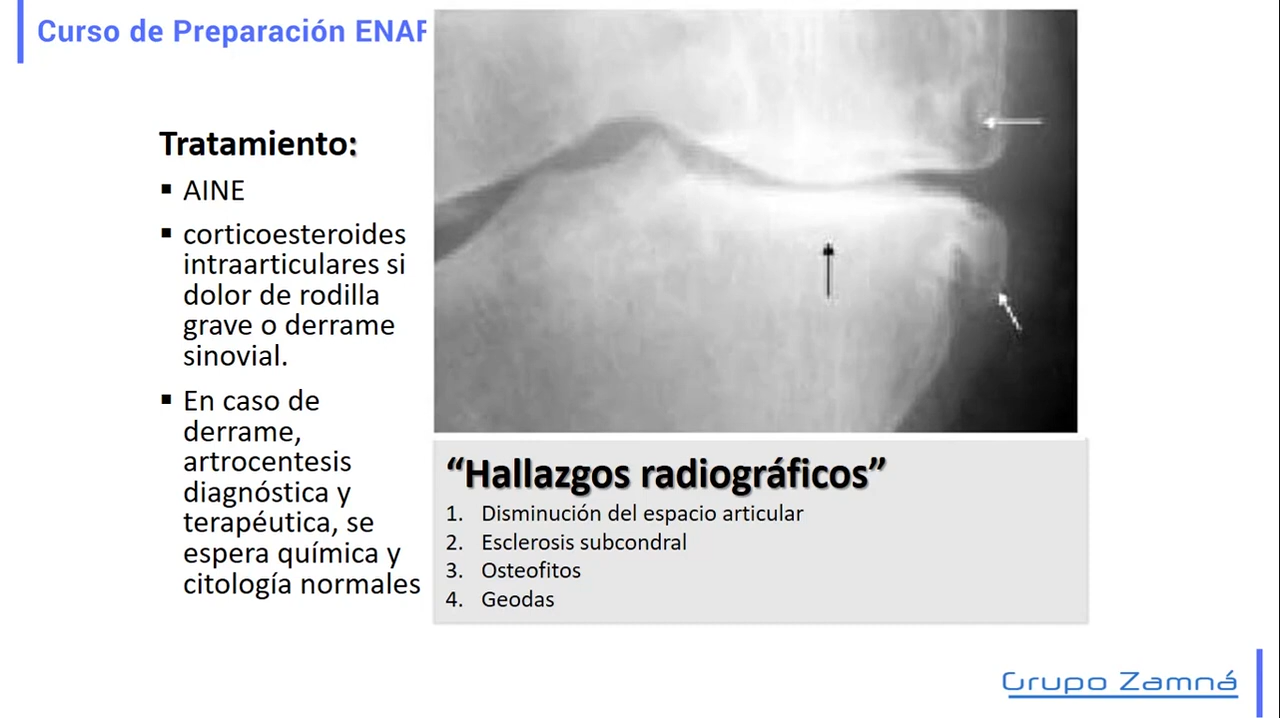 Curso de Preparación ENAR
Tratamiento:
▪ AINE
▪ corticoesteroides
intraarticulares si
dolor de rodilla
grave o derrame
sinovial.
▪ En caso de
derrame,
artrocentesis
diagnóstica y
terapéutica, se
espera química y
citología normales
“Hallazgos radiográficos”
1. Disminución del espacio articular
2. Esclerosis subcondral
3. Osteofitos
4. Geodas
Grupo Zamná